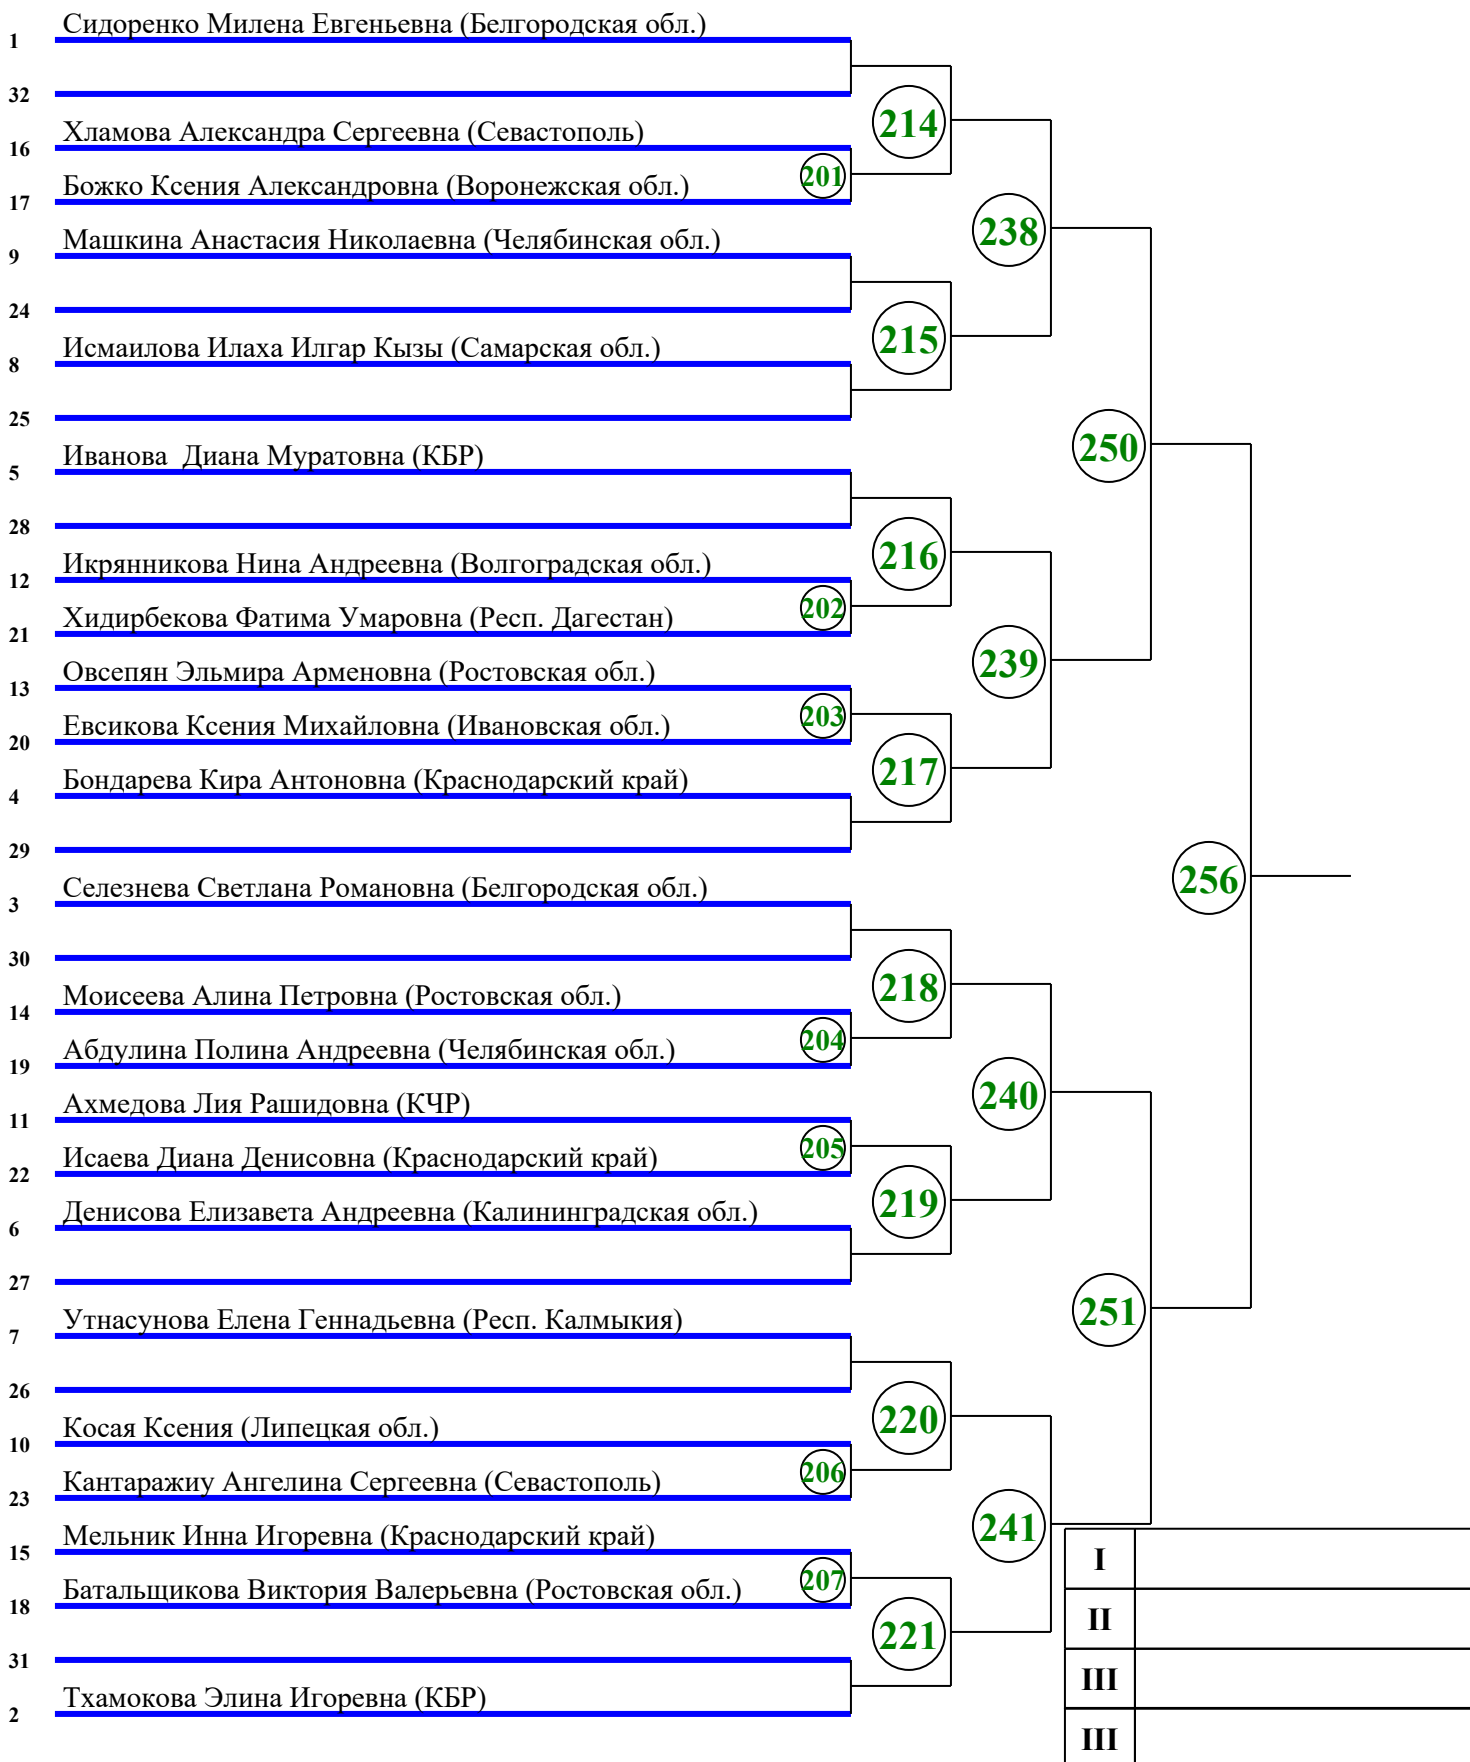 1 Сидоренко Милена Евгеньевна (Белгородская обл.)
32
16 Хламова Александра Сергеевна (Севастополь)
17 Божко Ксения Александровна (Воронежская обл.)
9 Машкина Анастасия Николаевна (Челябинская обл.)
24
8 Исмаилова Илаха Илгар Кызы (Самарская обл.)
25
5 Иванова  Диана Муратовна (КБР)
28
12 Икрянникова Нина Андреевна (Волгоградская обл.)
21 Хидирбекова Фатима Умаровна (Респ. Дагестан)
13 Овсепян Эльмира Арменовна (Ростовская обл.)
20 Евсикова Ксения Михайловна (Ивановская обл.)
4 Бондарева Кира Антоновна (Краснодарский край)
29
3 Селезнева Светлана Романовна (Белгородская обл.)
30
14 Моисеева Алина Петровна (Ростовская обл.)
19 Абдулина Полина Андреевна (Челябинская обл.)
11 Ахмедова Лия Рашидовна (КЧР)
22 Исаева Диана Денисовна (Краснодарский край)
6 Денисова Елизавета Андреевна (Калининградская обл.)
27
7 Утнасунова Елена Геннадьевна (Респ. Калмыкия)
26
10 Косая Ксения (Липецкая обл.)
23 Кантаражиу Ангелина Сергеевна (Севастополь)
15 Мельник Инна Игоревна (Краснодарский край)
18 Батальщикова Виктория Валерьевна (Ростовская обл.)
31
2 Тхамокова Элина Игоревна (КБР)
201
202
203
204
205
206
207
214
215
216
217
218
219
220
221
238
239
240
241
250
251
256
I
II
III
III